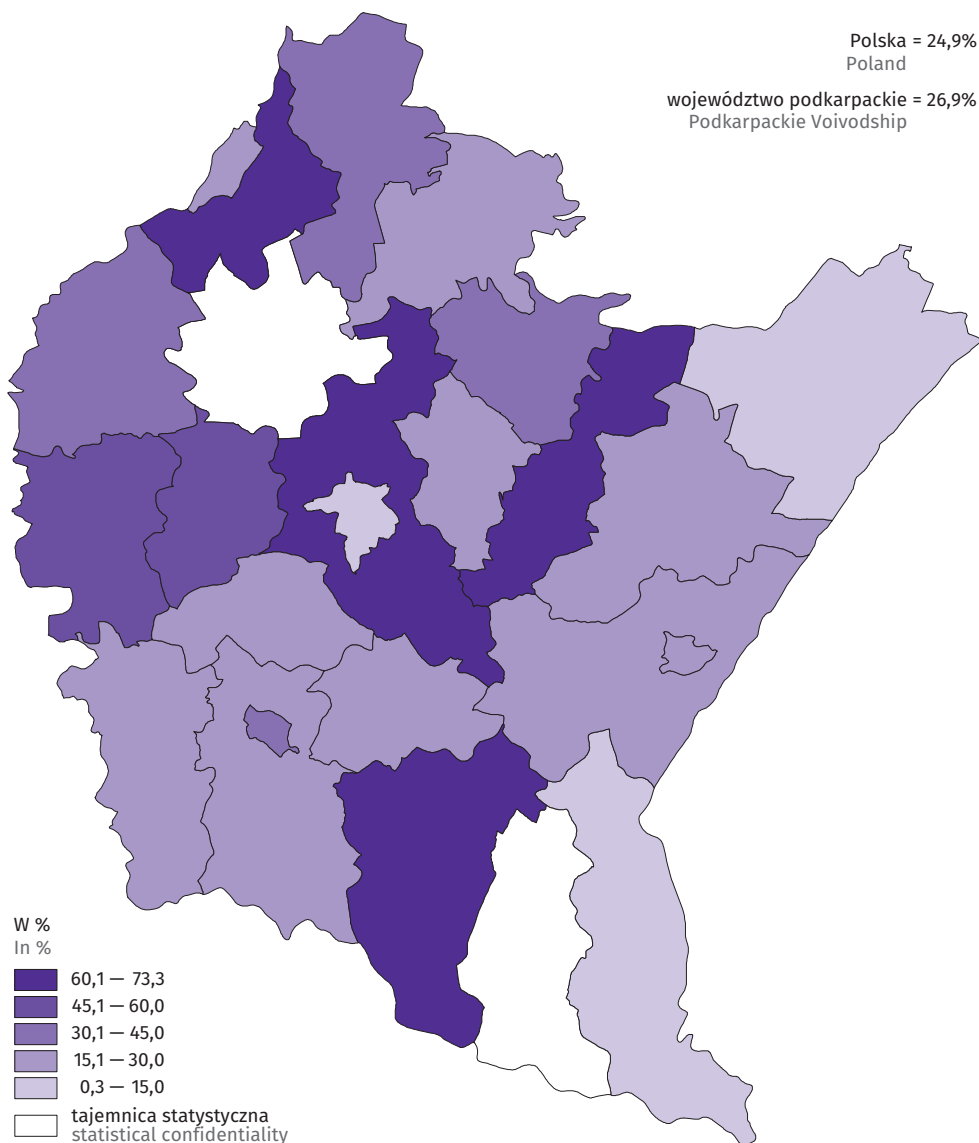 Polska = 24,9%
Poland
województwo podkarpackie = 26,9%
Podkarpackie Voivodship
W %
In %
60,1 — 73,3
45,1 — 60,0
30,1 — 45,0
15,1 — 30,0
0,3 — 15,0
tajemnica statystyczna
statistical confidentiality